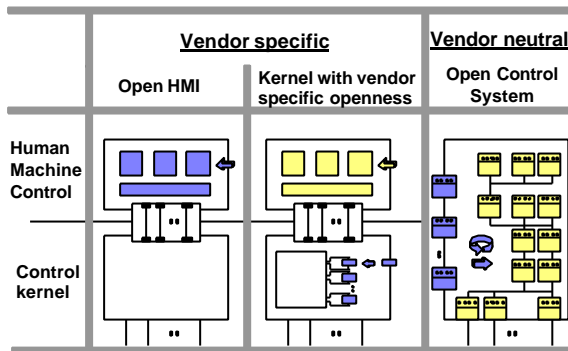 Vendor specific
Vendor neutral
Open HMI
Kernel with vendor
specific openness
Open Control
System
Human
Machine
Control
Control
kernel